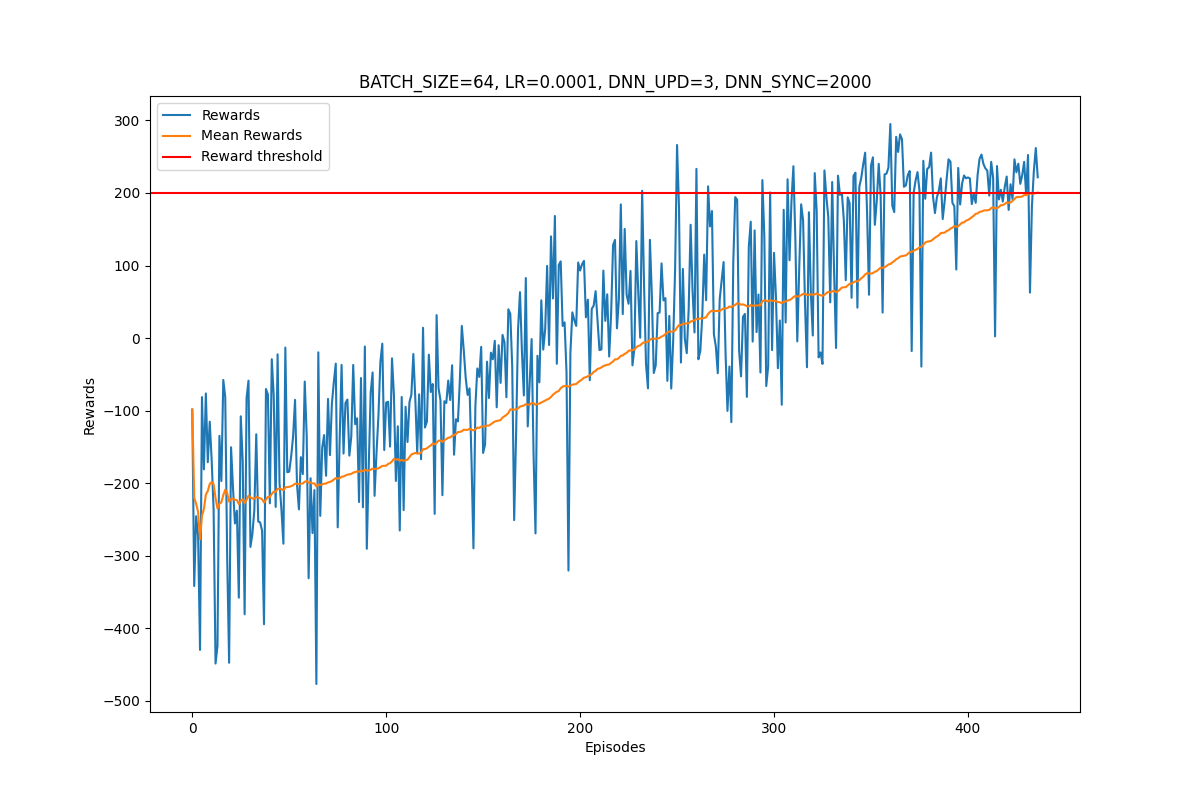 BATCH_SIZE=64, LR=0.0001, DNN_UPD=3, DNN_SYNC=2000
Rewards
Mean Rewards
Reward threshold
300
200
100
0
−100
−200
−300
−400
−500
Rewards
0 100 200 300 400
Episodes